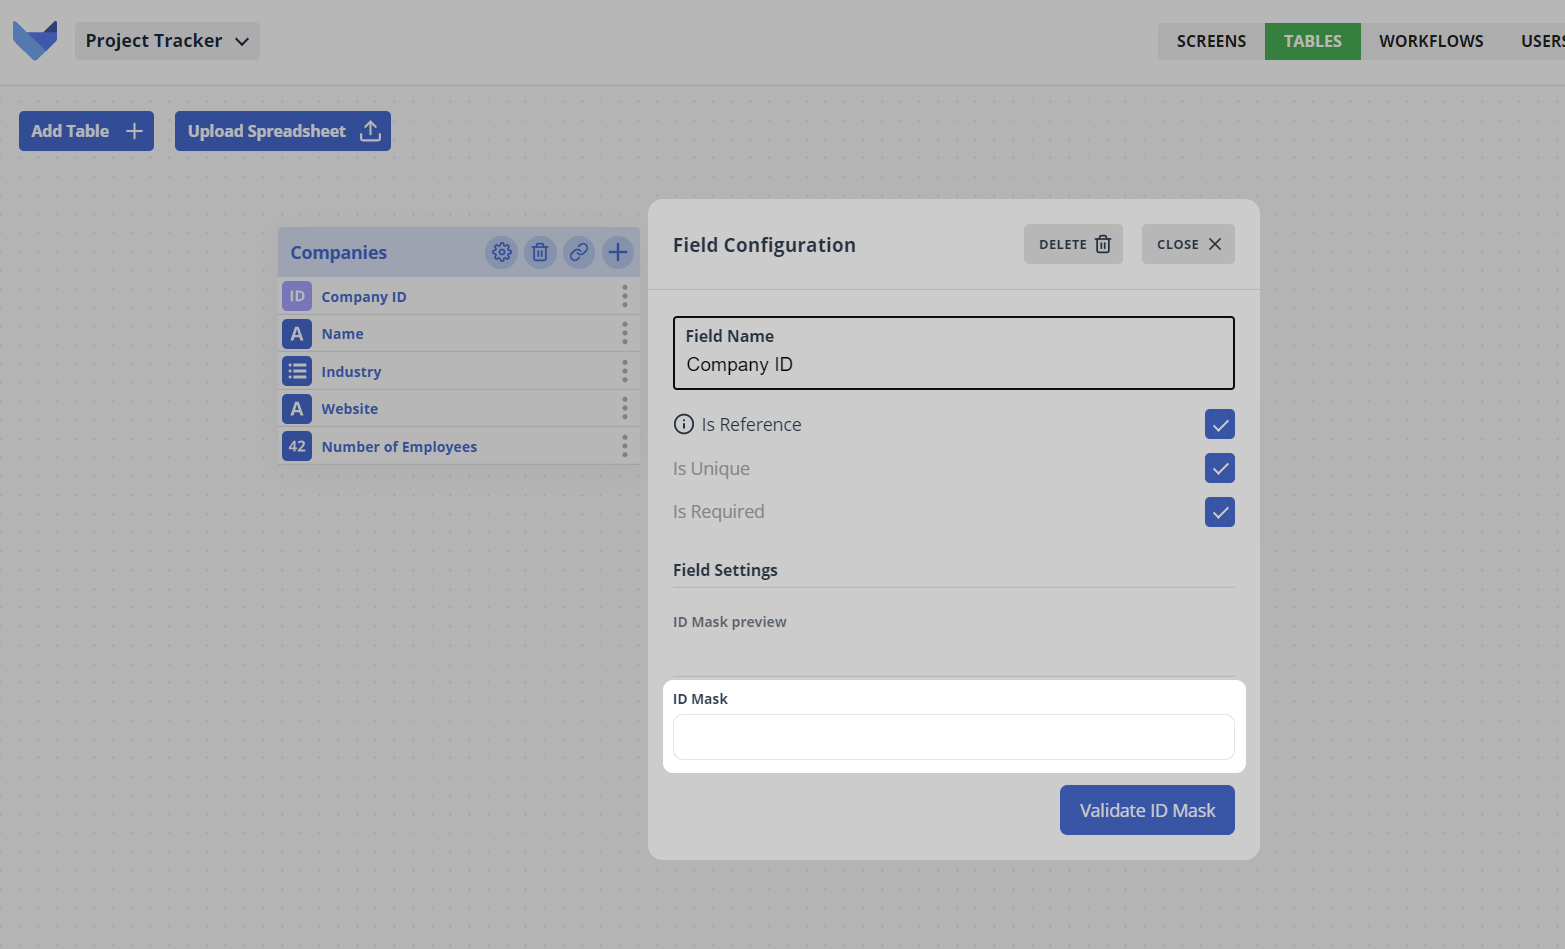 Project Tracker
SCREENS TABLES WORKFLOWS USERS
Add Table
Upload Spreadsheet
Companies
ID Company ID
A Name
Industry
A Website
42 Number of Employees
Field Configuration
DELETE
CLOSE
Field Name
Company ID
Is Reference
Is Unique
Is Required
Field Settings
ID Mask preview
ID Mask
Validate ID Mask